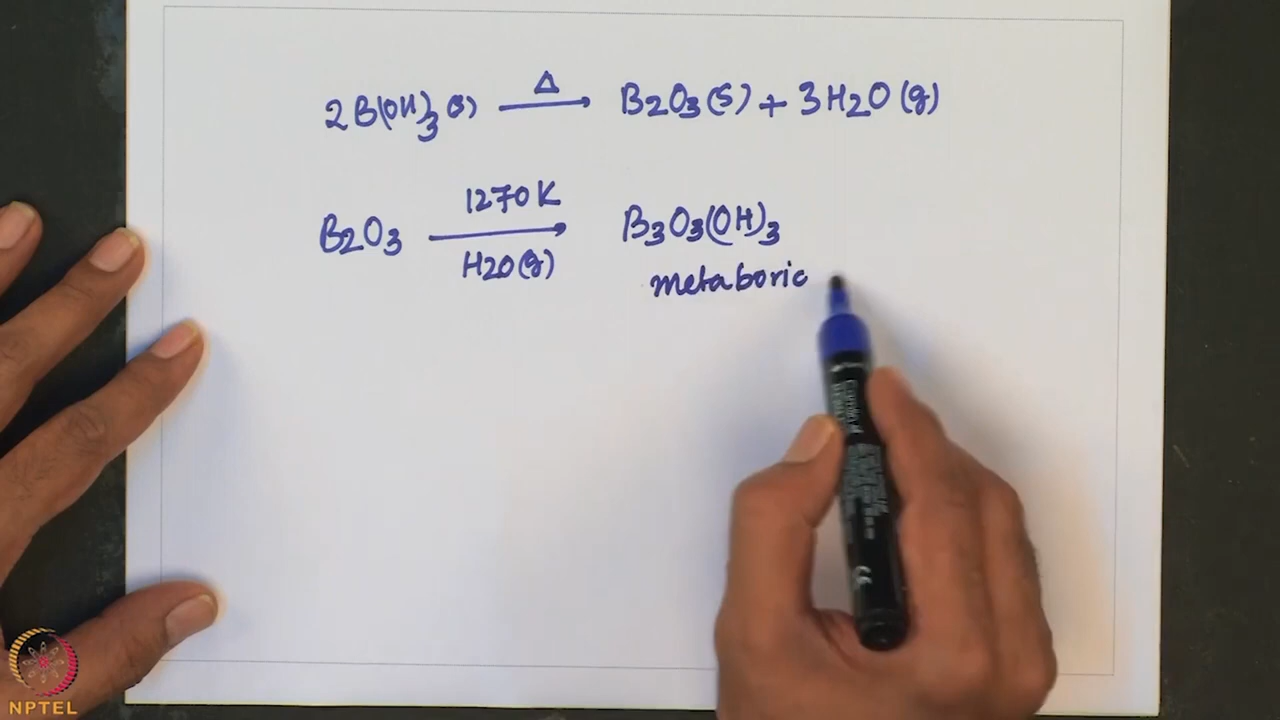 2B(OH)3(s) Δ→ B2O3(s) + 3H2O(g)
1270K
B2O3 → B3O3(OH)3
H2O(g)
metaboric
NPTEL